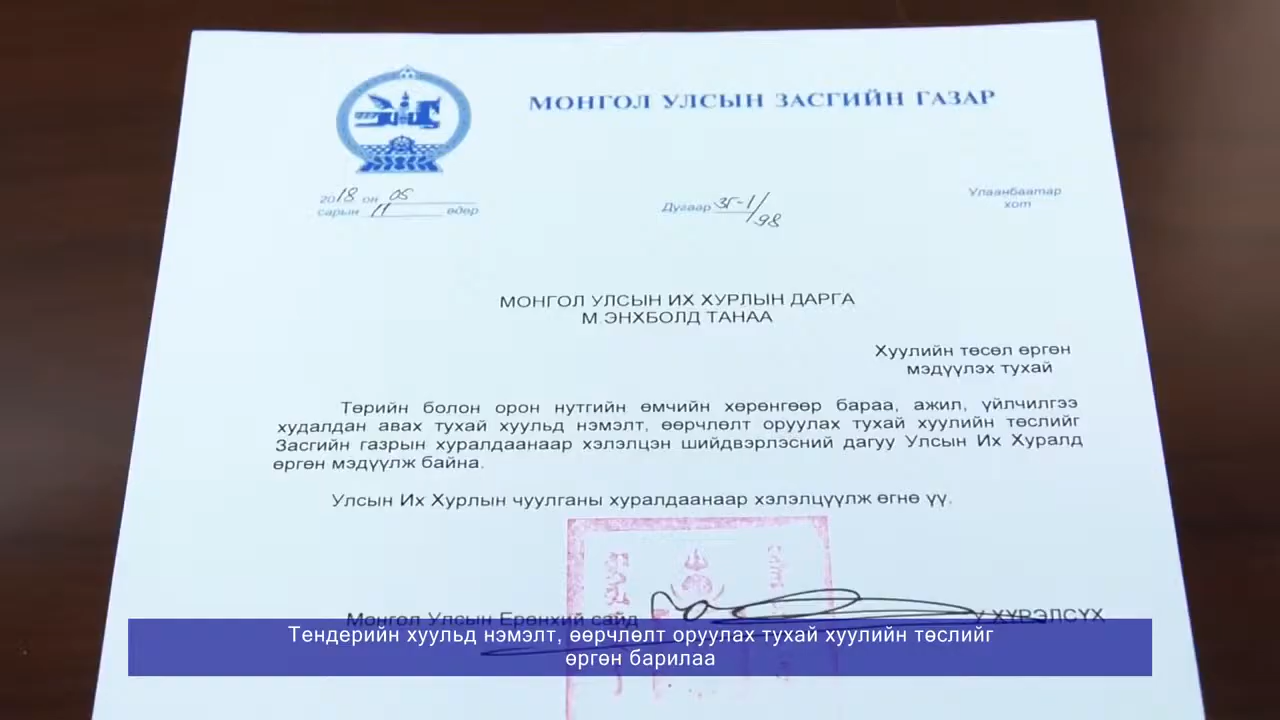 МОНГОЛ УЛСЫН ЗАСГИЙН ГАЗАР
2018 он 05
сарын 11 өдөр
Дугаар ЗГ-1/98
Улаанбаатар
хот
МОНГОЛ УЛСЫН ИХ ХУРЛЫН ДАРГА
М.ЭНХБОЛД ТАНАА
Хуулийн төсөл өргөн
мэдүүлэх тухай
Төрийн болон орон нутгийн өмчийн хөрөнгөөр бараа, ажил, үйлчилгээ
худалдан авах тухай хуульд нэмэлт, өөрчлөлт оруулах тухай хуулийн төслийг
Засгийн газрын хуралдаанаар хэлэлцэн шийдвэрлэсний дагуу Улсын Их Хуралд
өргөн мэдүүлж байна.
Улсын Их Хурлын чуулганы хуралдаанаар хэлэлцүүлж өгнө үү.
Монгол Улсын Ерөнхий сайд У.ХҮРЭЛСҮХ
Тендерийн хуульд нэмэлт, өөрчлөлт оруулах тухай хуулийн төслийг
өргөн барилаа